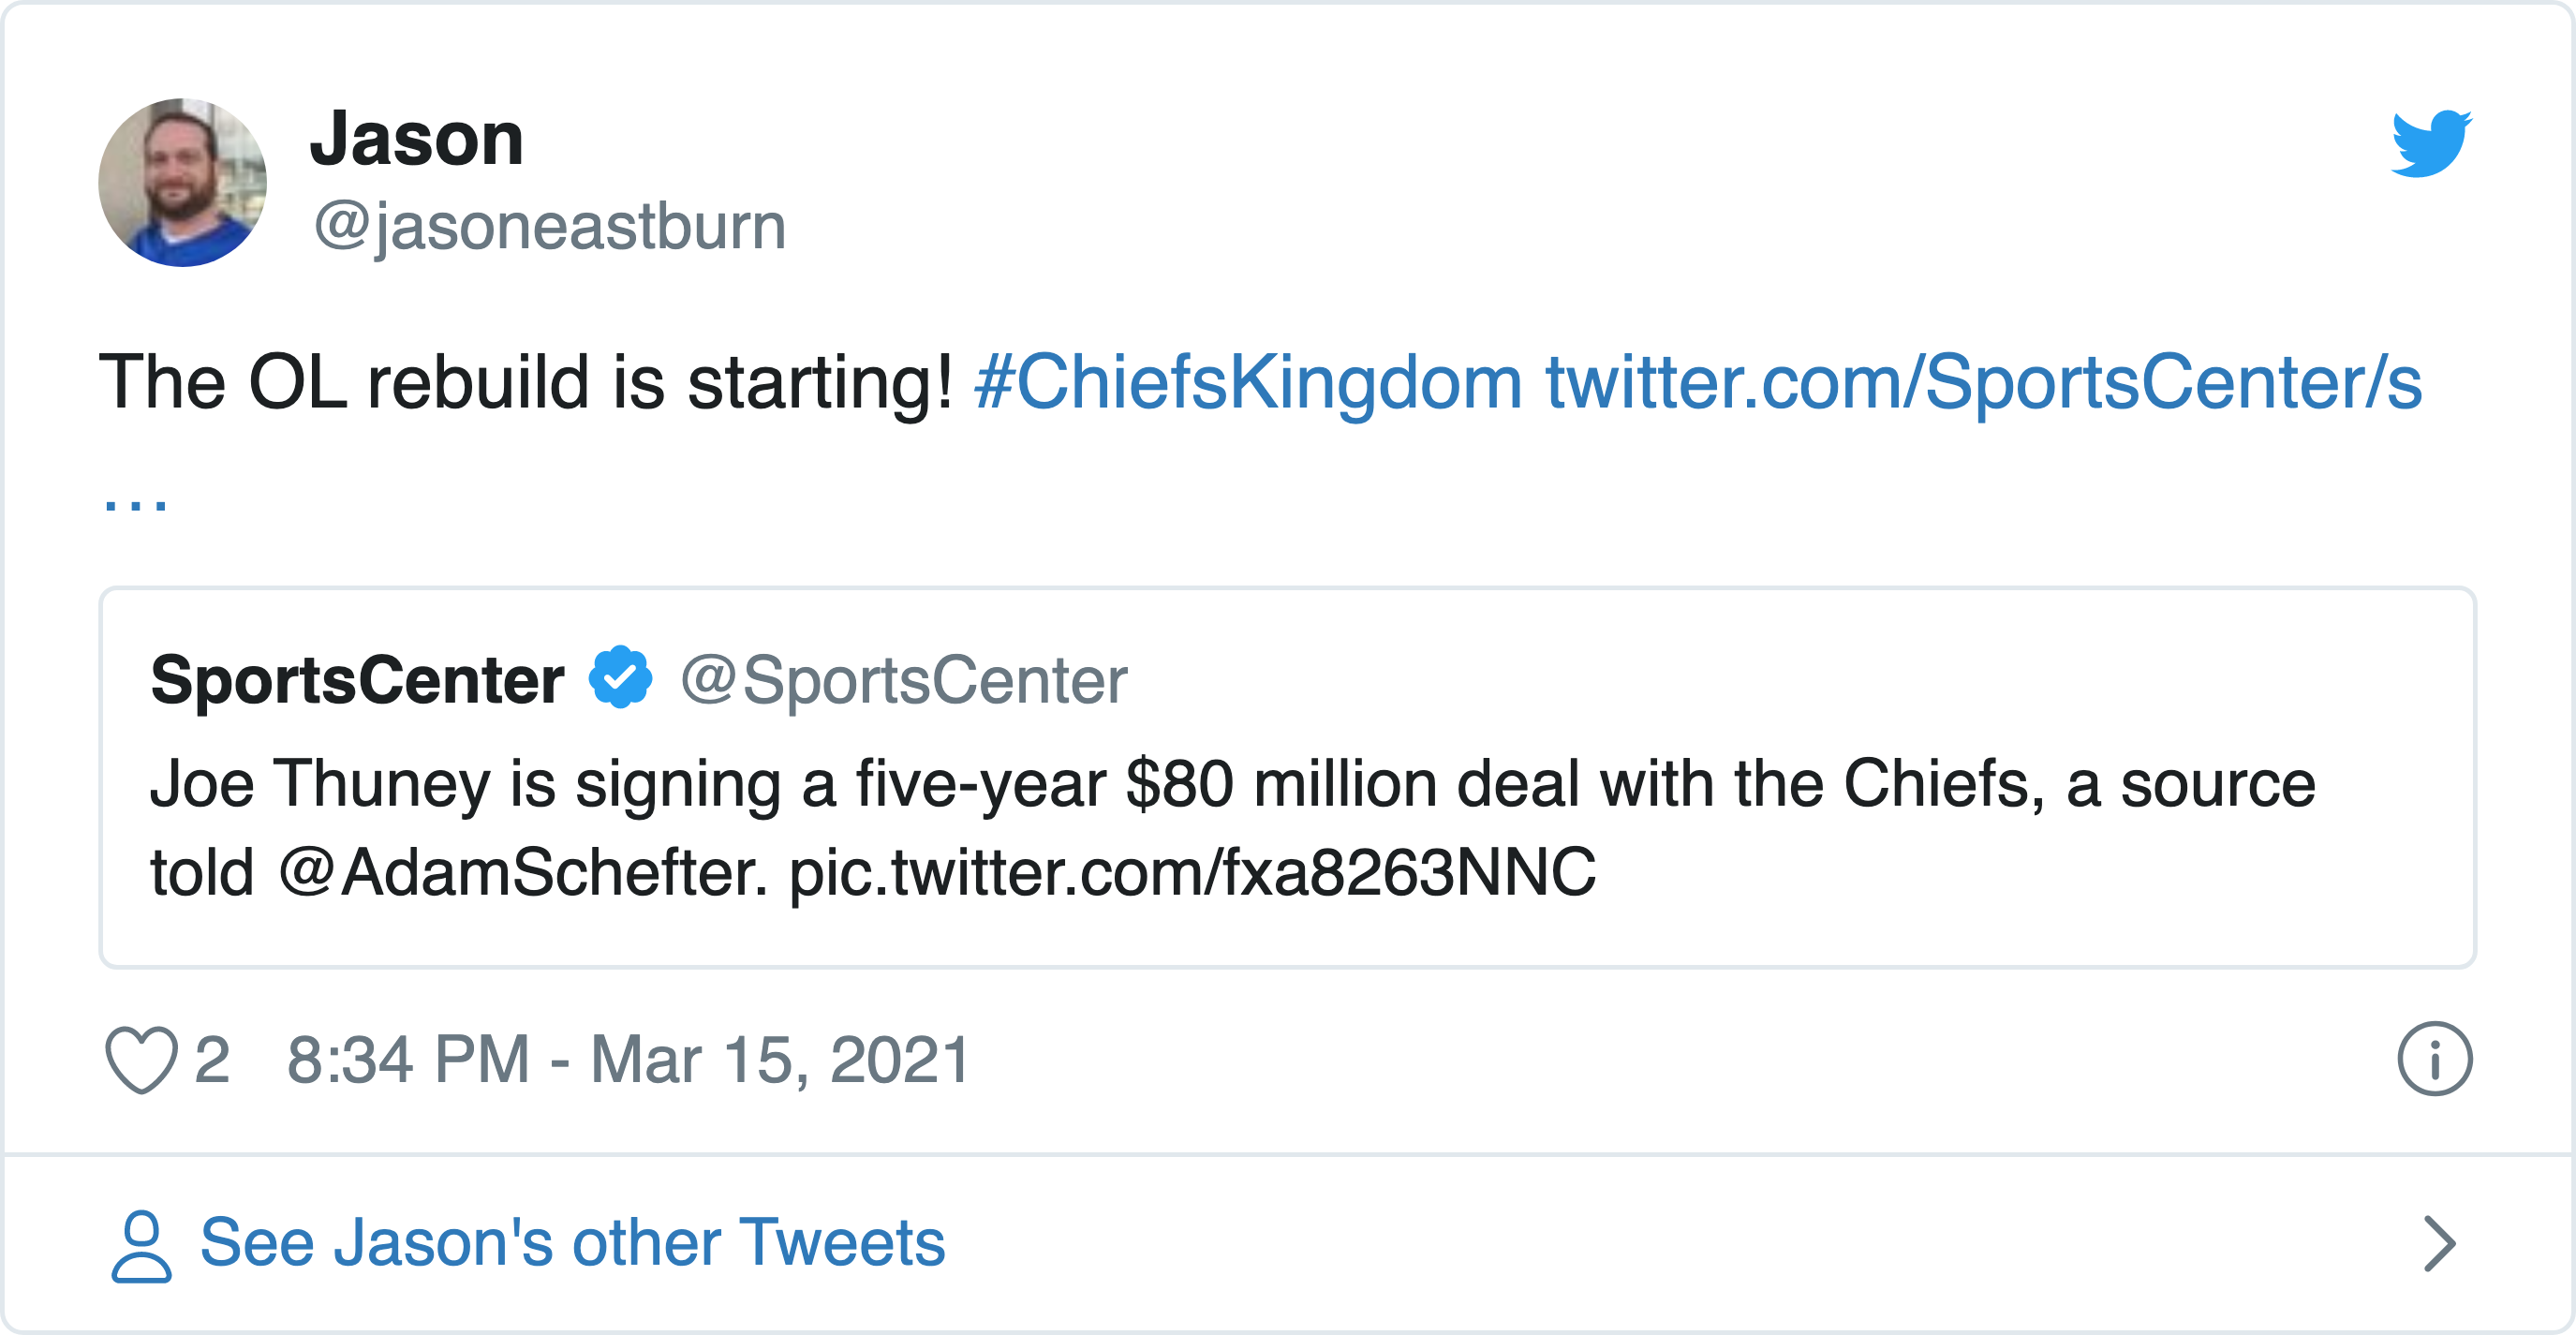 Jason
@jasoneastburn
The OL rebuild is starting! #ChiefsKingdom twitter.com/SportsCenter/s
…
SportsCenter @SportsCenter
Joe Thuney is signing a five-year $80 million deal with the Chiefs, a source
told @AdamSchefter. pic.twitter.com/fxa8263NNC
2 8:34 PM - Mar 15, 2021
See Jason's other Tweets